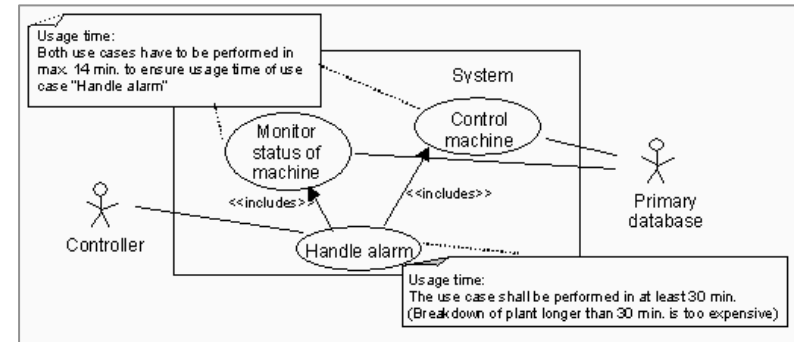 Usage time:
Both use cases have to be performed in
max. 14 min. to ensure usage time of use
case "Handle alarm"
System
Control
machine
Monitor
status of
machine
<<includes>>
<<includes>>
Primary
database
Controller
Handle alarm
Usage time:
The use case shall be performed in at least 30 min.
(Breakdown of plant longer than 30 min. is too expensive)